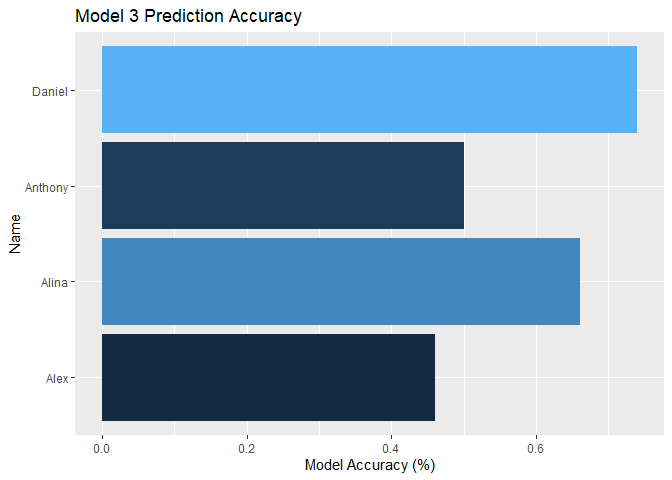 Model 3 Prediction Accuracy
Daniel
Anthony
Alina
Alex
Name
0.0 0.2 0.4 0.6
Model Accuracy (%)